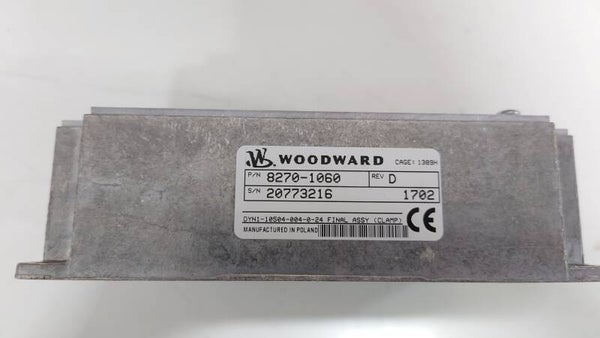 W. WOODWARD CAGE: 1389H
P/N 8270-1060 REV D
S/N 20773216 1702
DYN1-10504-004-0-24 FINAL ASSY (CLAMP)
MANUFACTURED IN POLAND CE